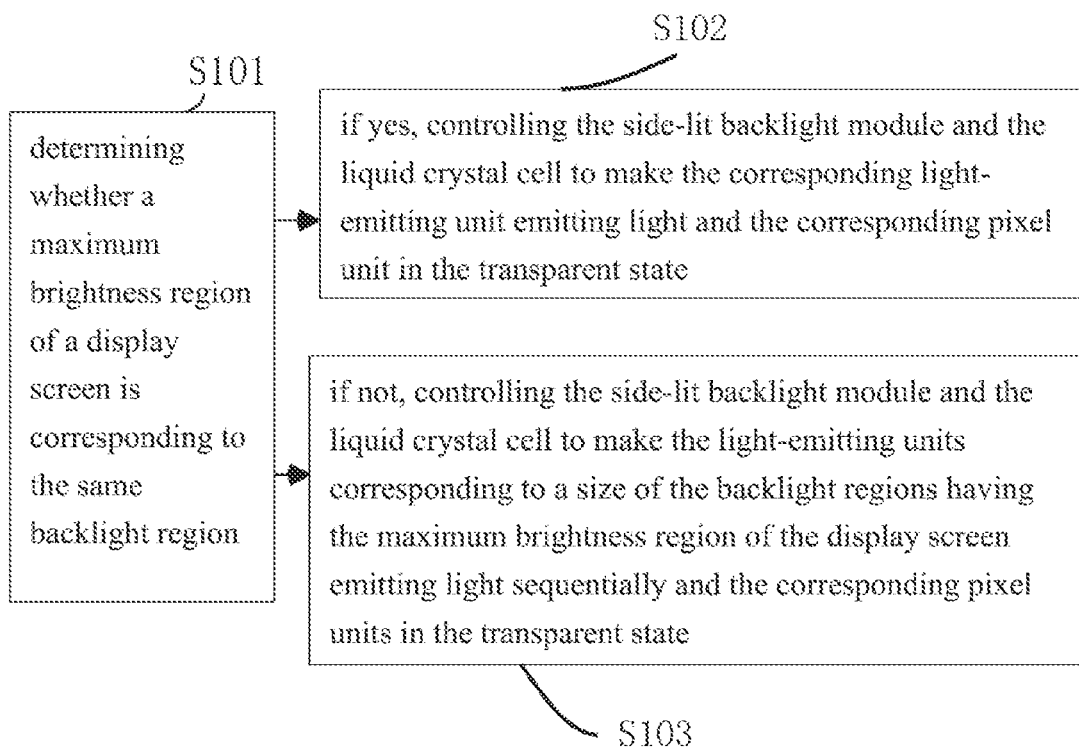 S101
determining
whether a
maximum
brightness region
of a display
screen is
corresponding to
the same
backlight region
S102
if yes, controlling the side-lit backlight module and the
liquid crystal cell to make the corresponding light-
emitting unit emitting light and the corresponding pixel
unit in the transparent state
if not, controlling the side-lit backlight module and the
liquid crystal cell to make the light-emitting units
corresponding to a size of the backlight regions having
the maximum brightness region of the display screen
emitting light sequentially and the corresponding pixel
units in the transparent state
S103